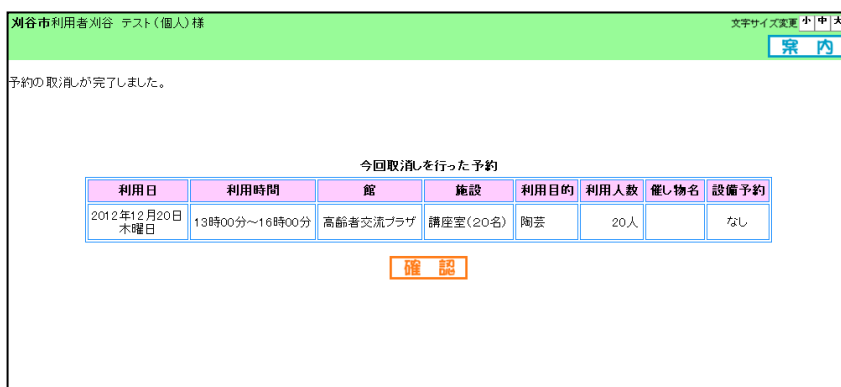 刈谷市利用者刈谷 テスト(個人)様
文字サイズ変更 小 中 大
案 内
予約の取消しが完了しました。
今回取消しを行った予約
利用日 利用時間 館 施設 利用目的 利用人数 催し物名 設備予約
2012年12月20日 13時00分～16時00分 高齢者交流プラザ 講座室(20名) 陶芸 20人 なし
木曜日
確 認